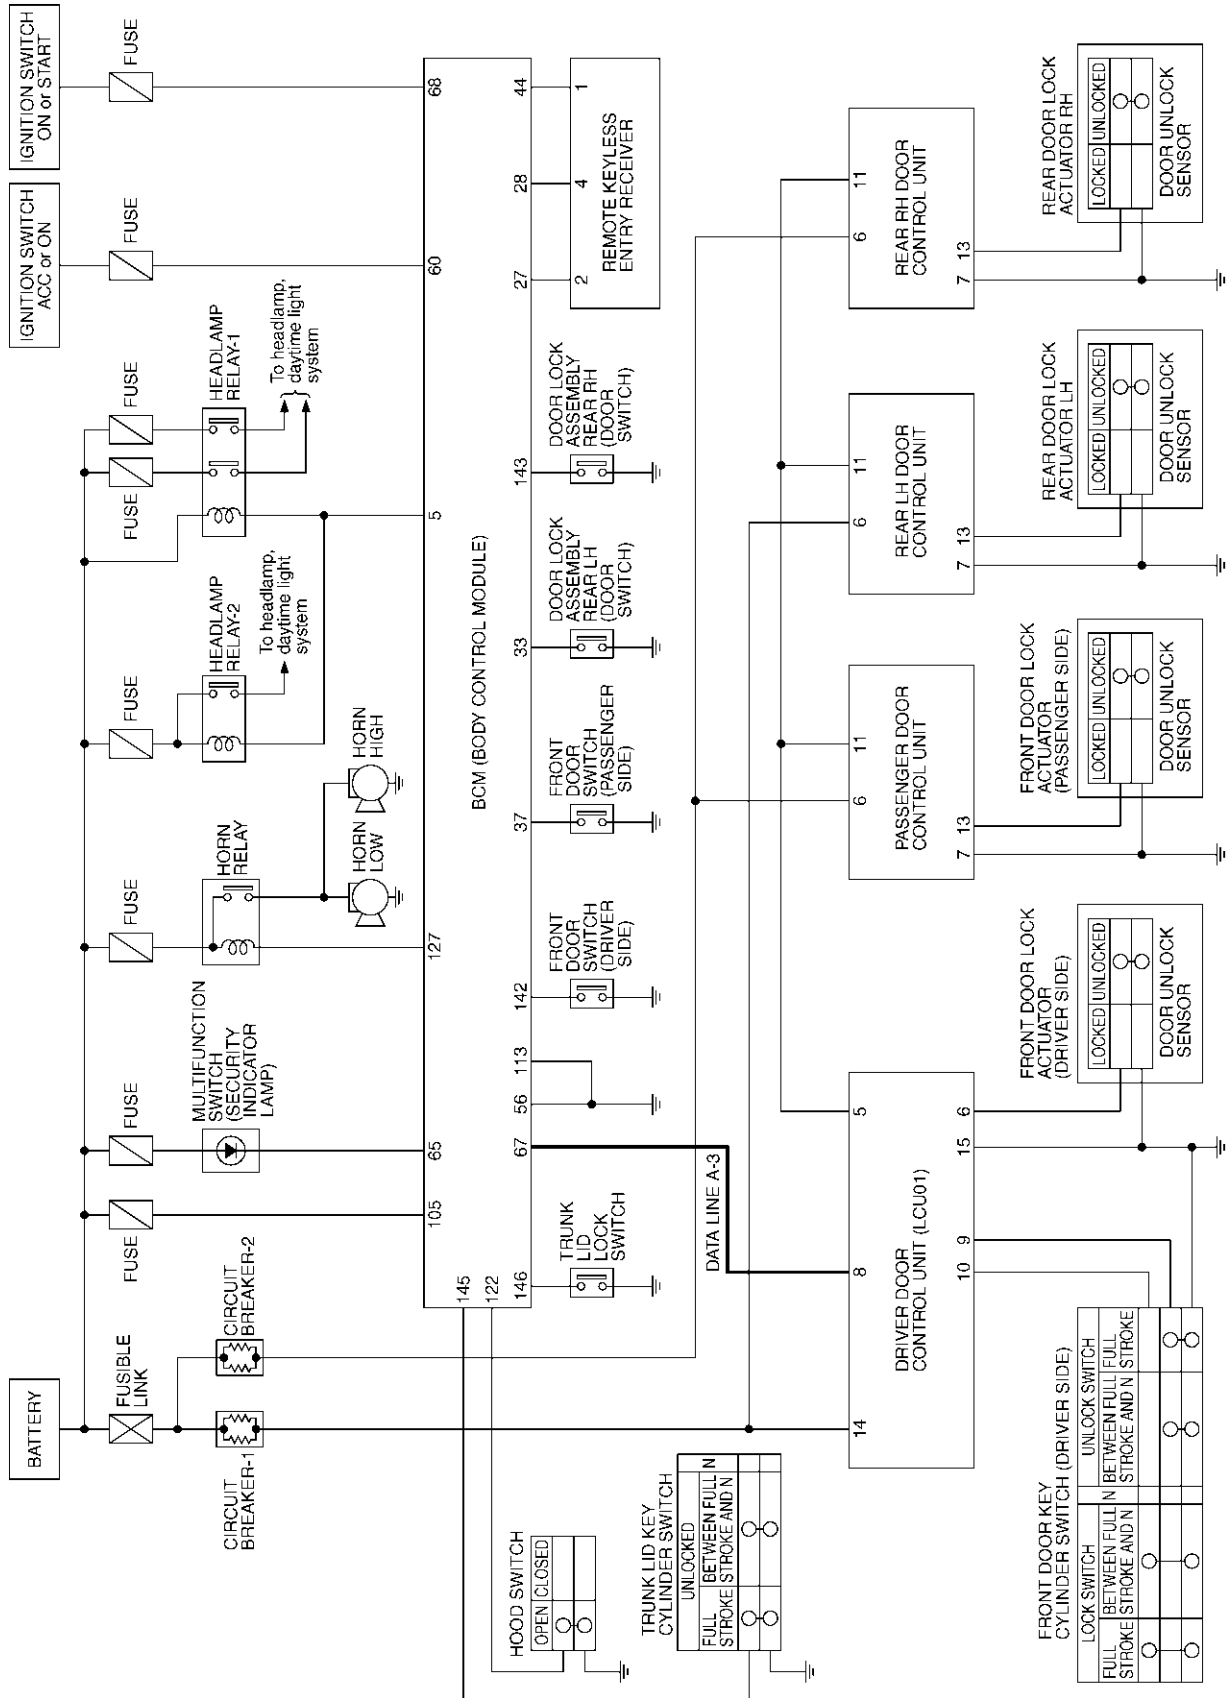 BATTERY
FUSIBLE
LINK
CIRCUIT
BREAKER-1
CIRCUIT
BREAKER-2
FUSE
FUSE
MULTIFUNCTION
SWITCH
(SECURITY
INDICATOR
LAMP)
FUSE
HORN
RELAY
HORN
LOW
HORN
HIGH
FUSE
HEADLAMP
RELAY-2
To headlamp,
daytime light
system
FUSE
FUSE
HEADLAMP
RELAY-1
To headlamp,
daytime light
system
IGNITION SWITCH
ACC or ON
FUSE
IGNITION SWITCH
ON or START
FUSE
105
65
127
5
60
68
BCM (BODY CONTROL MODULE)
145
122
146
67
56
113
142
37
33
143
27
28
44
TRUNK
LID
LOCK
SWITCH
DATA LINE A-3
FRONT
DOOR
SWITCH
(DRIVER
SIDE)
FRONT
DOOR
SWITCH
(PASSENGER
SIDE)
DOOR LOCK
ASSEMBLY
REAR LH
(DOOR
SWITCH)
DOOR LOCK
ASSEMBLY
REAR RH
(DOOR
SWITCH)
2
4
1
REMOTE KEYLESS
ENTRY RECEIVER
HOOD SWITCH
OPEN
CLOSED
TRUNK LID KEY
CYLINDER SWITCH
UNLOCKED
N
FULL
STROKE
BETWEEN FULL
STROKE AND N
14
8
5
DRIVER DOOR
CONTROL UNIT (LCU01)
10
9
15
6
6
11
PASSENGER DOOR
CONTROL UNIT
7
13
6
11
REAR LH DOOR
CONTROL UNIT
7
13
6
11
REAR RH DOOR
CONTROL UNIT
7
13
FRONT DOOR KEY
CYLINDER SWITCH (DRIVER SIDE)
LOCK SWITCH
N
UNLOCK SWITCH
FULL
STROKE
BETWEEN FULL
STROKE AND N
BETWEEN FULL
STROKE AND N
FULL
STROKE
FRONT DOOR LOCK
ACTUATOR
(DRIVER SIDE)
LOCKED
UNLOCKED
DOOR UNLOCK
SENSOR
FRONT DOOR LOCK
ACTUATOR
(PASSENGER SIDE)
LOCKED
UNLOCKED
DOOR UNLOCK
SENSOR
REAR DOOR LOCK
ACTUATOR LH
LOCKED
UNLOCKED
DOOR UNLOCK
SENSOR
REAR DOOR LOCK
ACTUATOR RH
LOCKED
UNLOCKED
DOOR UNLOCK
SENSOR